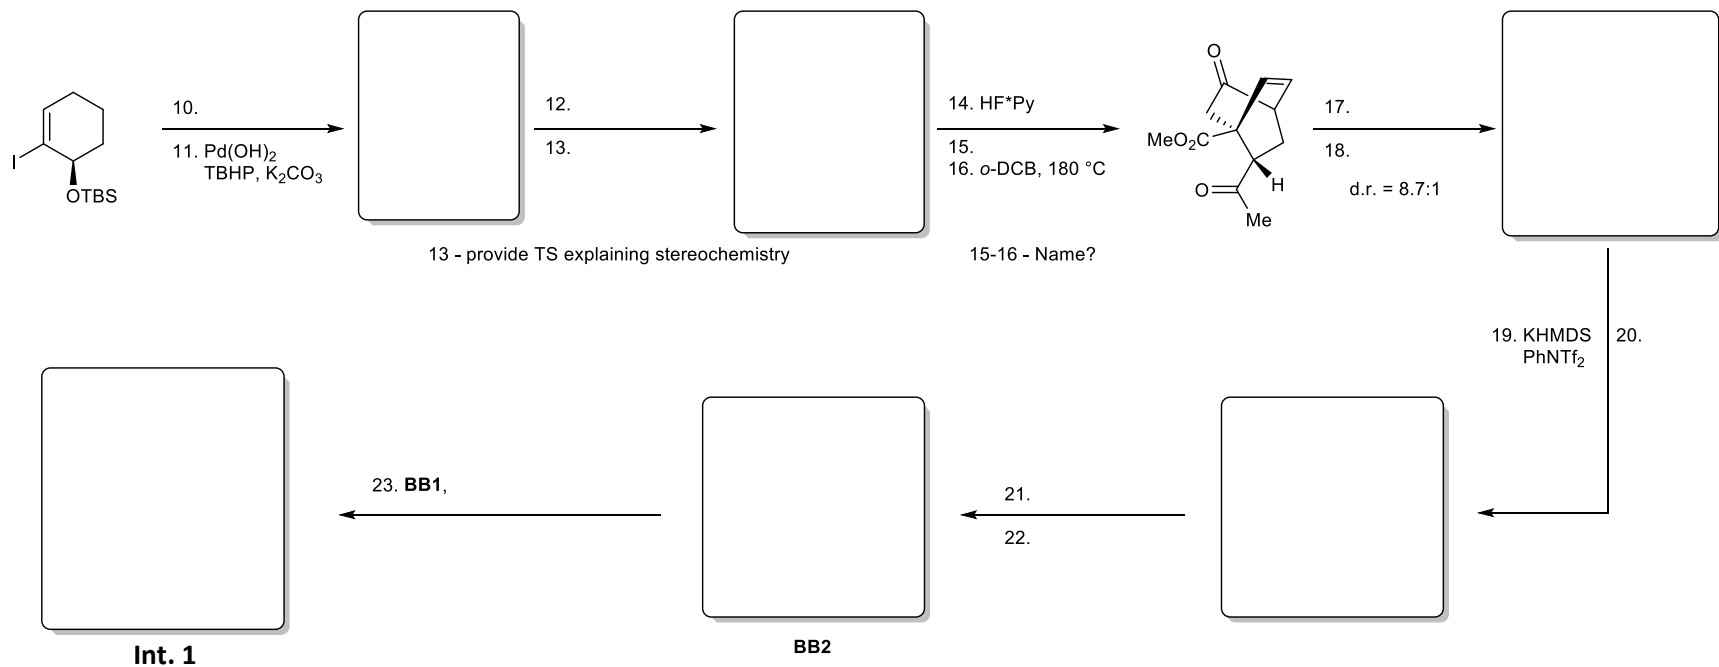 10.
11. Pd(OH)₂
TBHP, K₂CO₃
I
OTBS
12.
13.
13 - provide TS explaining stereochemistry
14. HF*Py
15.
16. o-DCB, 180 °C
15-16 - Name?
O
MeO₂C
H
O
Me
17.
18.
d.r. = 8.7:1
19. KHMDS
PhNTf₂
20.
21.
22.
BB2
23. BB1,
Int. 1